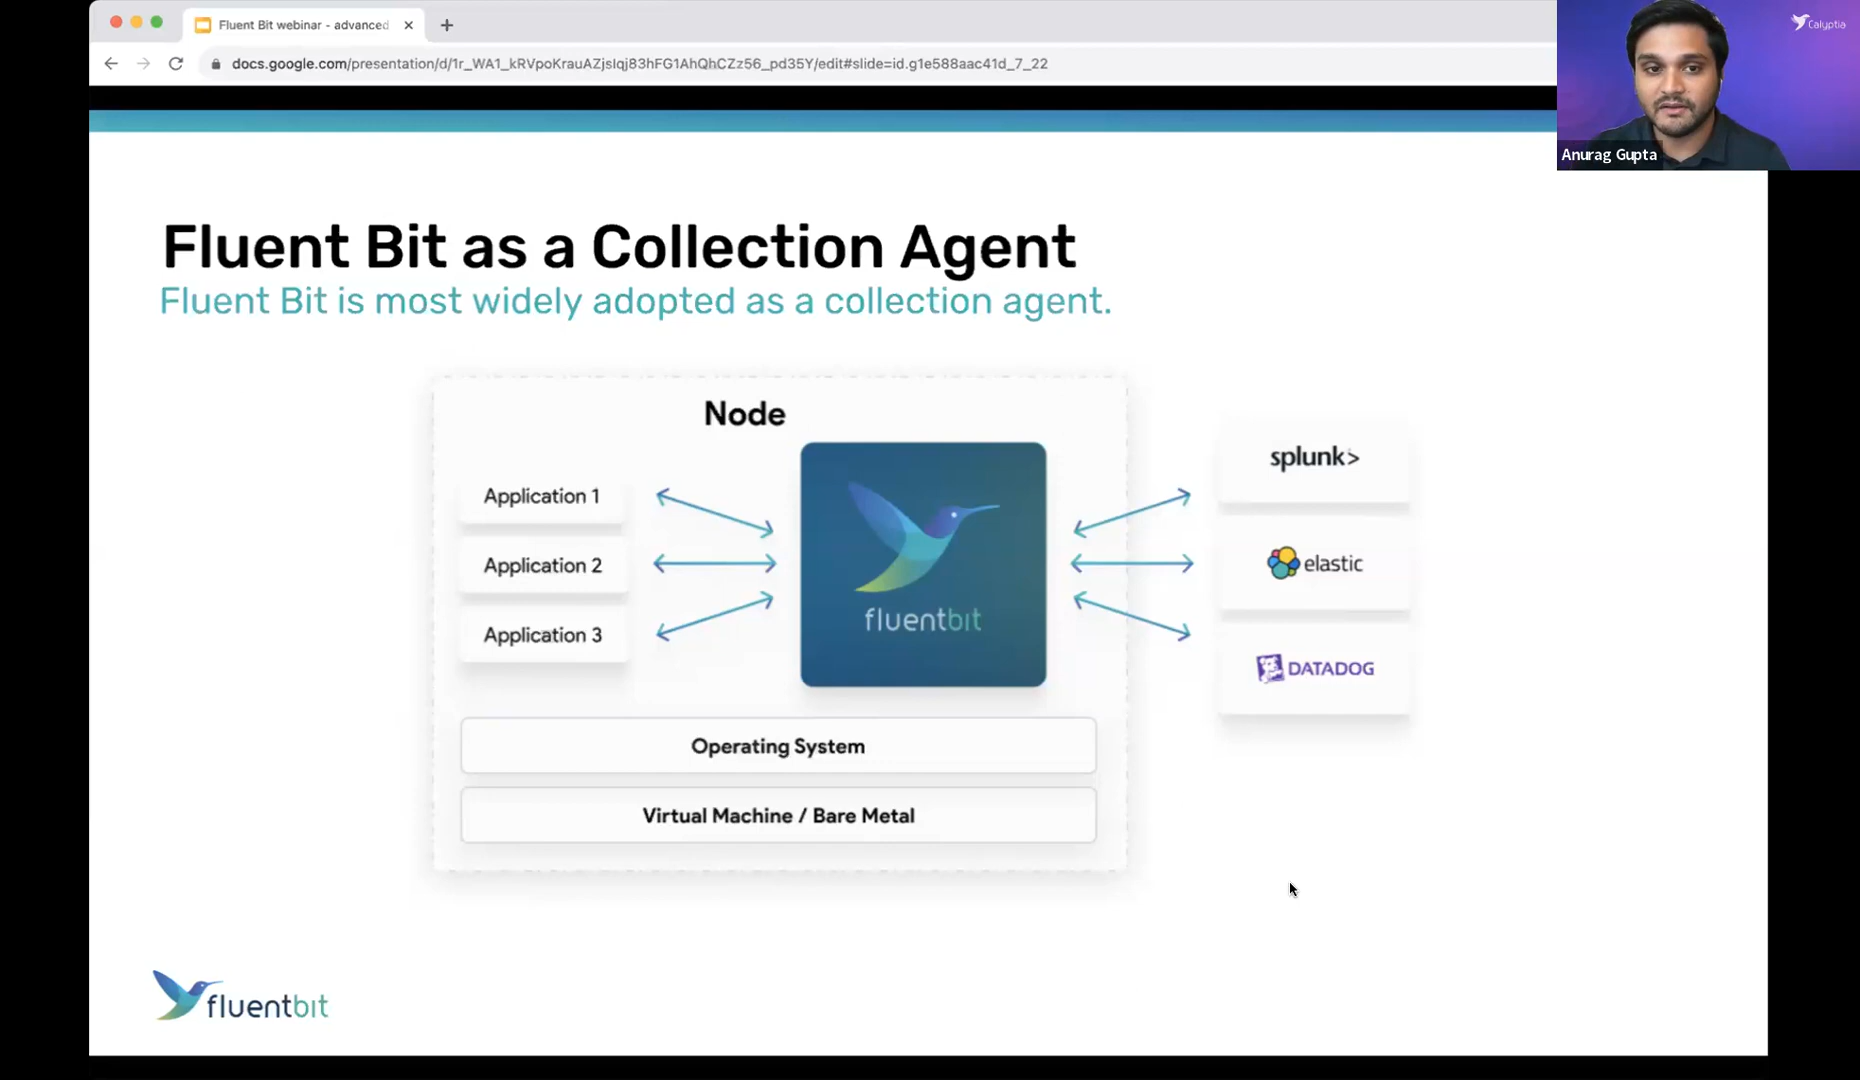 Fluent Bit webinar - advanced
docs.google.com/presentation/d/1r_WA1_kRVpoKrauAZjsIqj83hFG1AhQhCZz56_pd35Y/edit#slide=id.g1e588aac41d_7_22
Calyptia
Anurag Gupta
Fluent Bit as a Collection Agent
Fluent Bit is most widely adopted as a collection agent.
Node
Application 1
Application 2
Application 3
fluentbit
splunk>
elastic
DATADOG
Operating System
Virtual Machine / Bare Metal
fluentbit